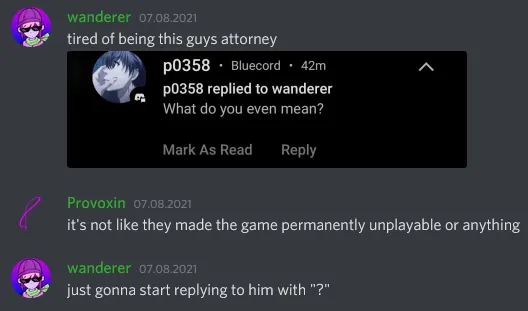 wanderer 07.08.2021
tired of being this guys attorney
p0358 • Bluecord • 42m
p0358 replied to wanderer
What do you even mean?
Mark As Read Reply
Provoxin 07.08.2021
it's not like they made the game permanently unplayable or anything
wanderer 07.08.2021
just gonna start replying to him with "?"